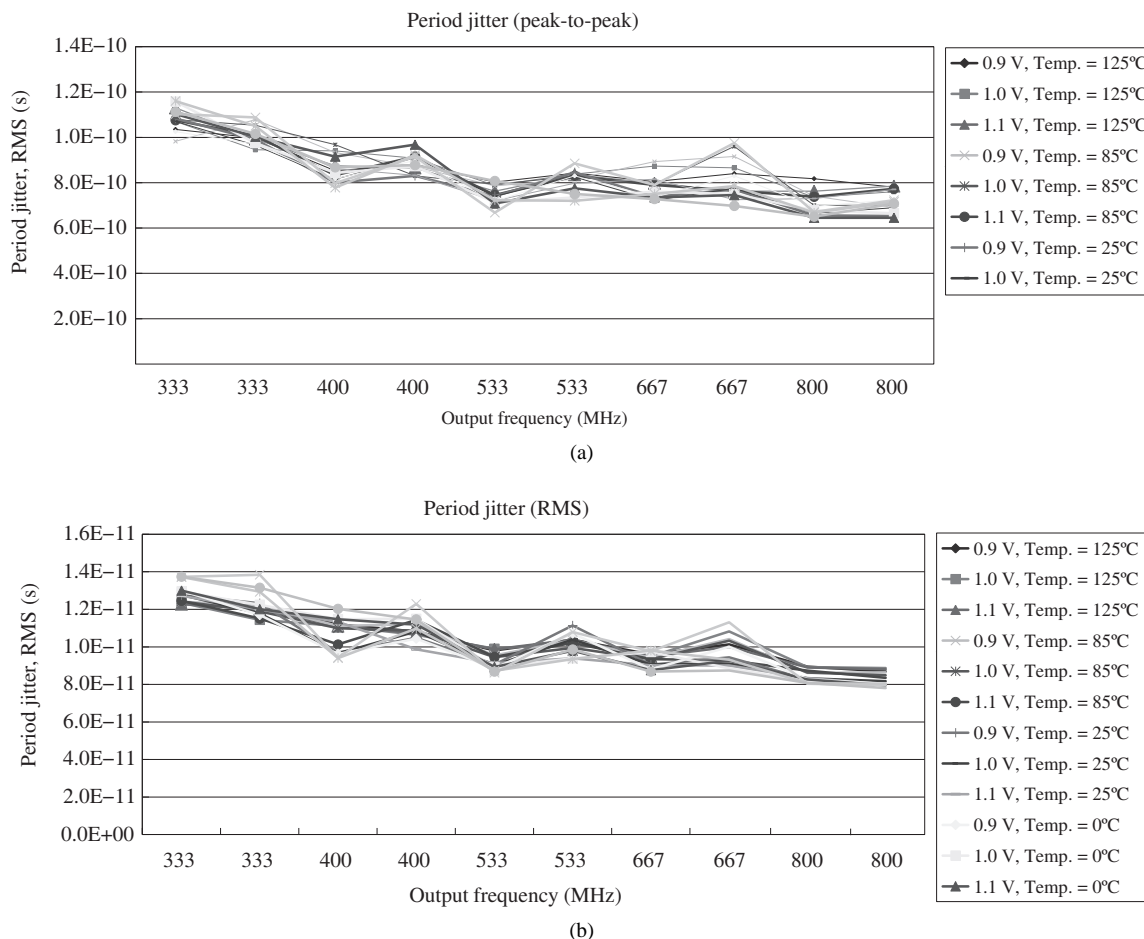 Period jitter (peak-to-peak)
Period jitter, RMS (s)
1.4E−10
1.2E−10
1.0E−10
8.0E−10
6.0E−10
4.0E−10
2.0E−10
333 333 400 400 533 533 667 667 800 800
Output frequency (MHz)
0.9 V, Temp. = 125ºC
1.0 V, Temp. = 125ºC
1.1 V, Temp. = 125ºC
0.9 V, Temp. = 85ºC
1.0 V, Temp. = 85ºC
1.1 V, Temp. = 85ºC
0.9 V, Temp. = 25ºC
1.0 V, Temp. = 25ºC
(a)
Period jitter (RMS)
Period jitter, RMS (s)
1.6E−11
1.4E−11
1.2E−11
1.0E−11
8.0E−11
6.0E−11
4.0E−11
2.0E−11
0.0E+00
333 333 400 400 533 533 667 667 800 800
Output frequency (MHz)
0.9 V, Temp. = 125ºC
1.0 V, Temp. = 125ºC
1.1 V, Temp. = 125ºC
0.9 V, Temp. = 85ºC
1.0 V, Temp. = 85ºC
1.1 V, Temp. = 85ºC
0.9 V, Temp. = 25ºC
1.0 V, Temp. = 25ºC
1.1 V, Temp. = 25ºC
0.9 V, Temp. = 0ºC
1.0 V, Temp. = 0ºC
1.1 V, Temp. = 0ºC
(b)